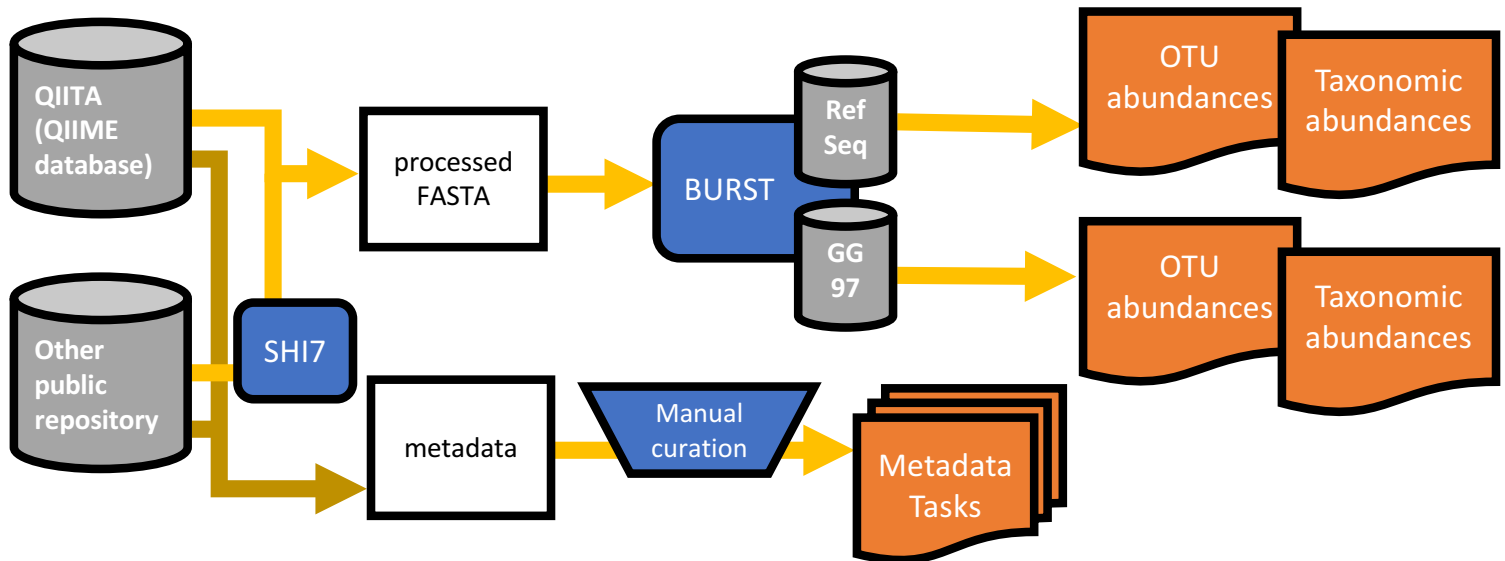 QIITA
(QIIME
database)
Other
public
repository
SHI7
processed
FASTA
metadata
BURST
Ref
Seq
GG
97
Manual
curation
Metadata
Tasks
OTU
abundances
Taxonomic
abundances
OTU
abundances
Taxonomic
abundances